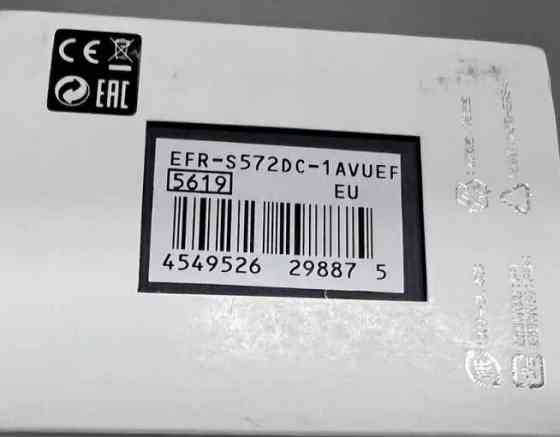 CE
EAC
EFR-S572DC-1AVUEF
5619
EU
4549526 29887 5